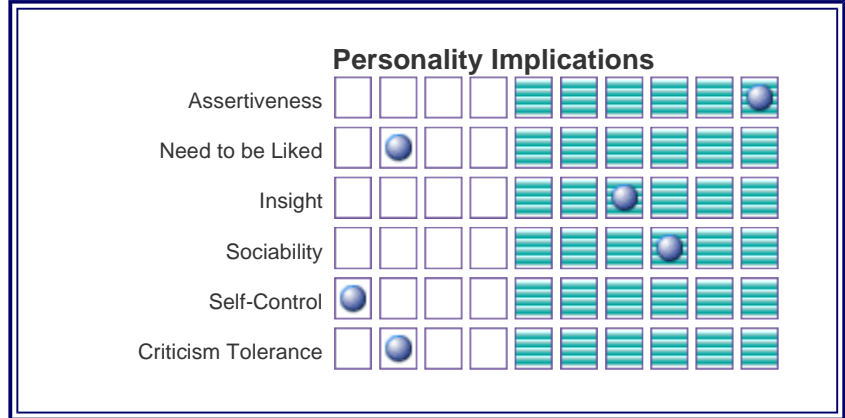 Personality Implications
Assertiveness
Need to be Liked
Insight
Sociability
Self-Control
Criticism Tolerance